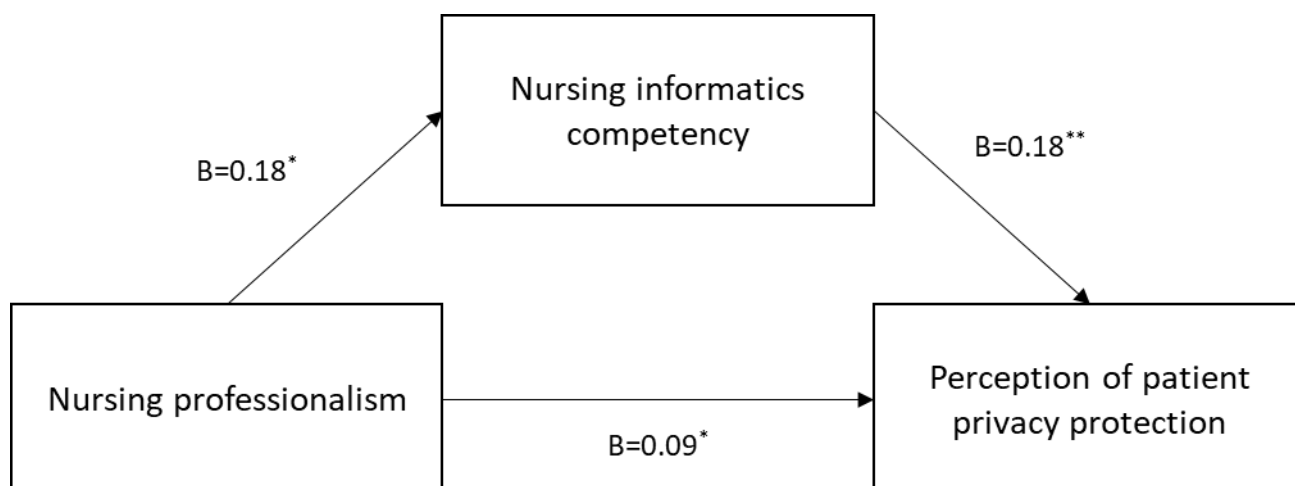 Nursing informatics
competency
B=0.18*
B=0.18**
Nursing professionalism
Perception of patient
privacy protection
B=0.09*